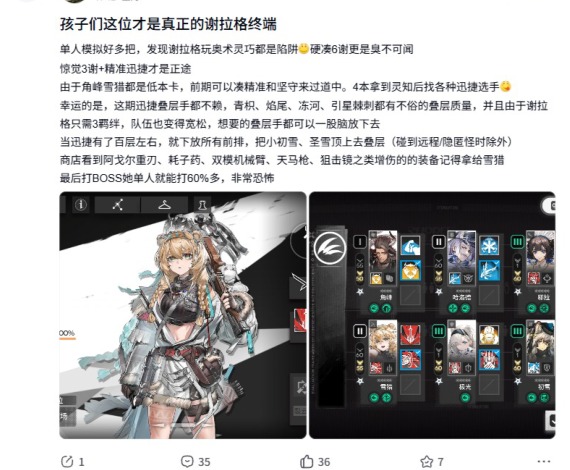 孩子们这位才是真正的谢拉格终端
单人模拟好多把，发现谢拉格玩奥术灵巧都是陷阱硬凑6谢更是臭不可闻
惊觉3谢+精准迅捷才是正途
由于角峰雪猎都是低本卡，前期可以凑精准和坚守来过道中。4本拿到灵知后找各种迅捷选手
幸运的是，这期迅捷叠层手都不赖，青枳、焰尾、冻河、引星棘刺都有不俗的叠层质量，并且由于谢拉
格只需3羁绊，队伍也变得宽松，想要的叠层手都可以一股脑放下去
当迅捷有了百层左右，就下放所有前排，把小初雪、圣雪顶上去叠层（碰到远程/隐匿怪时除外）
商店看到阿戈尔重刃、耗子药、双模机械臂、天马枪、狙击镜之类增伤的的装备记得拿给雪猎
最后打BOSS她单人就能打60%多，非常恐怖
00%
角峰
极光
初雪
1
35
36
7